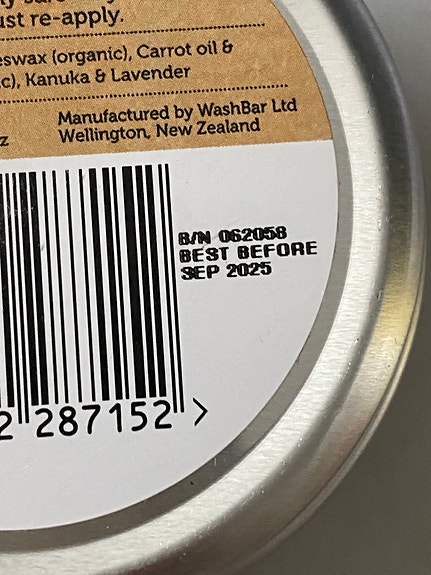 ust re-apply.
eswax (organic), Carrot oil &
c), Kanuka & Lavender
Manufactured by WashBar Ltd
z Wellington, New Zealand
B/N 062058
BEST BEFORE
SEP 2025
2 287152 >